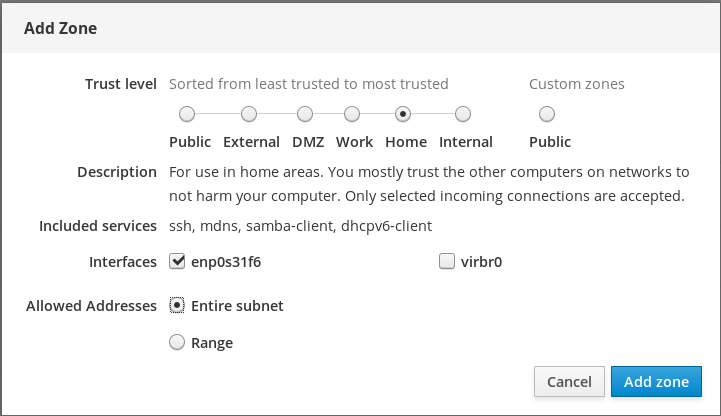 Add Zone
Trust level Sorted from least trusted to most trusted Custom zones
Public External DMZ Work Home Internal Public
Description For use in home areas. You mostly trust the other computers on networks to
not harm your computer. Only selected incoming connections are accepted.
Included services ssh, mdns, samba-client, dhcpv6-client
Interfaces enp0s31f6 virbr0
Allowed Addresses Entire subnet
Range
Cancel Add zone